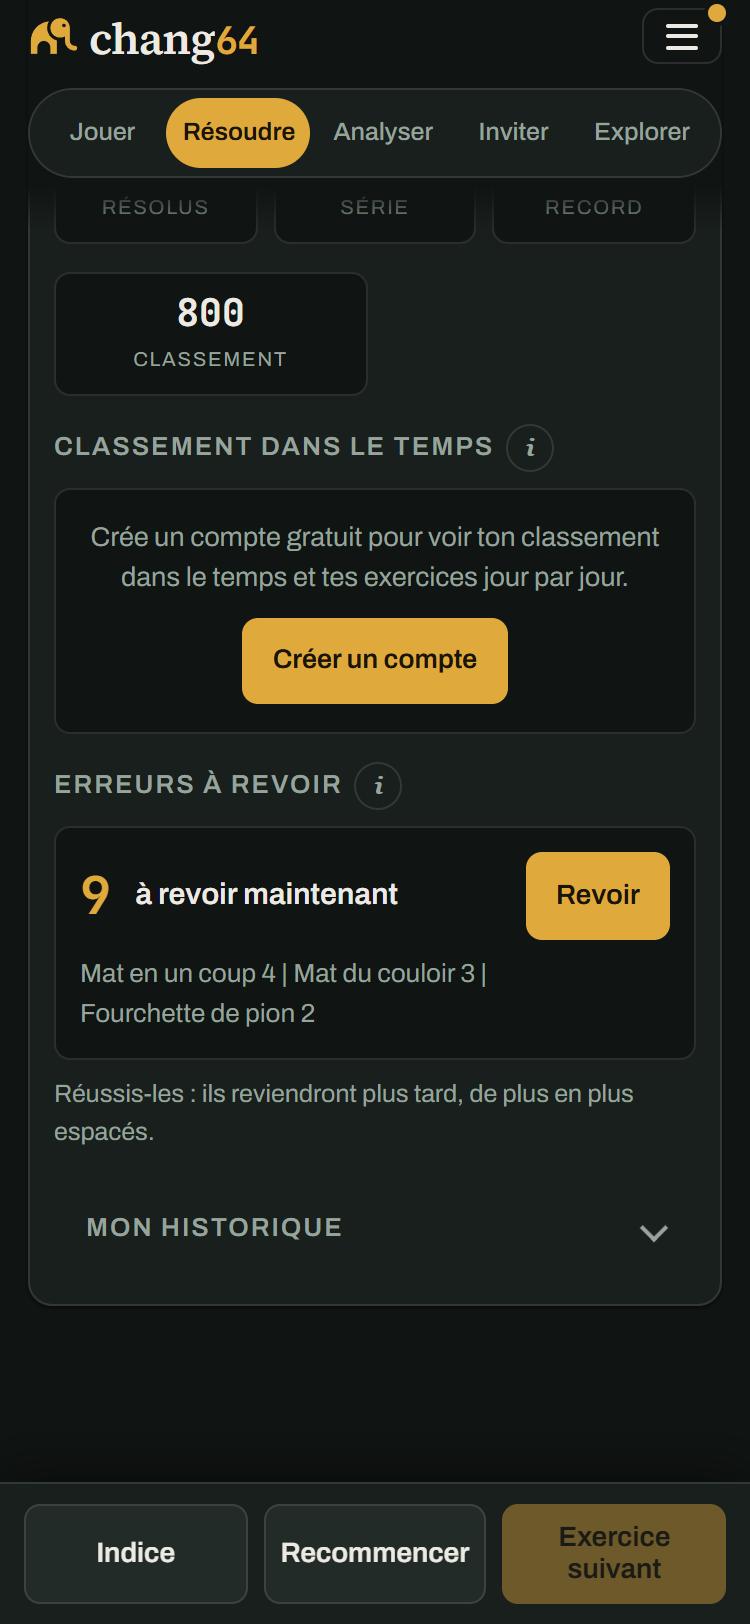 chang64
Jouer Résoudre Analyser Inviter Explorer
RÉSOLUS SÉRIE RECORD
800
CLASSEMENT
CLASSEMENT DANS LE TEMPS i
Crée un compte gratuit pour voir ton classement
dans le temps et tes exercices jour par jour.
Créer un compte
ERREURS À REVOIR i
9 à revoir maintenant Revoir
Mat en un coup 4 | Mat du couloir 3 |
Fourchette de pion 2
Réussis-les : ils reviendront plus tard, de plus en plus
espacés.
MON HISTORIQUE
Indice Recommencer Exercice
suivant